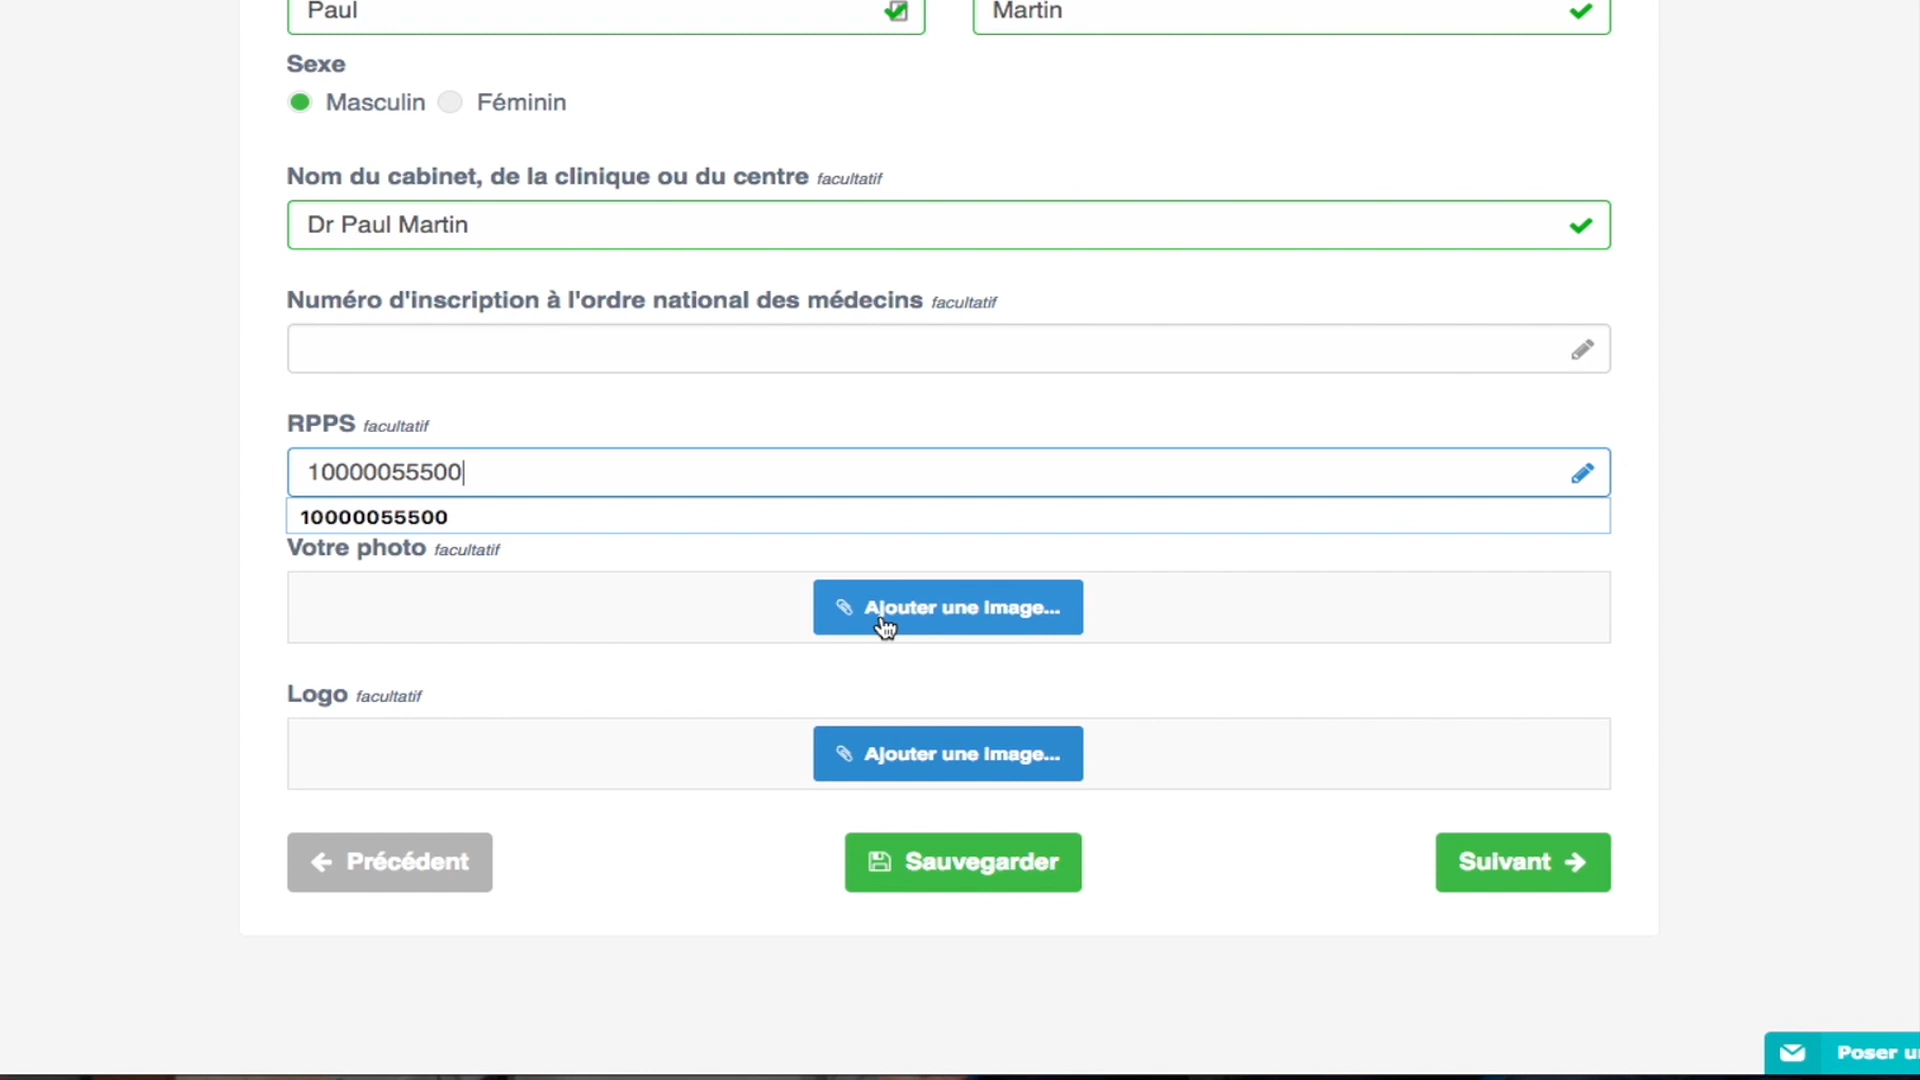 Paul
Martin
Sexe
Masculin Féminin
Nom du cabinet, de la clinique ou du centre facultatif
Dr Paul Martin
Numéro d'inscription à l'ordre national des médecins facultatif
RPPS facultatif
10000055500
10000055500
Votre photo facultatif
Ajouter une image...
Logo facultatif
Ajouter une image...
Précédent
Sauvegarder
Suivant
Poser